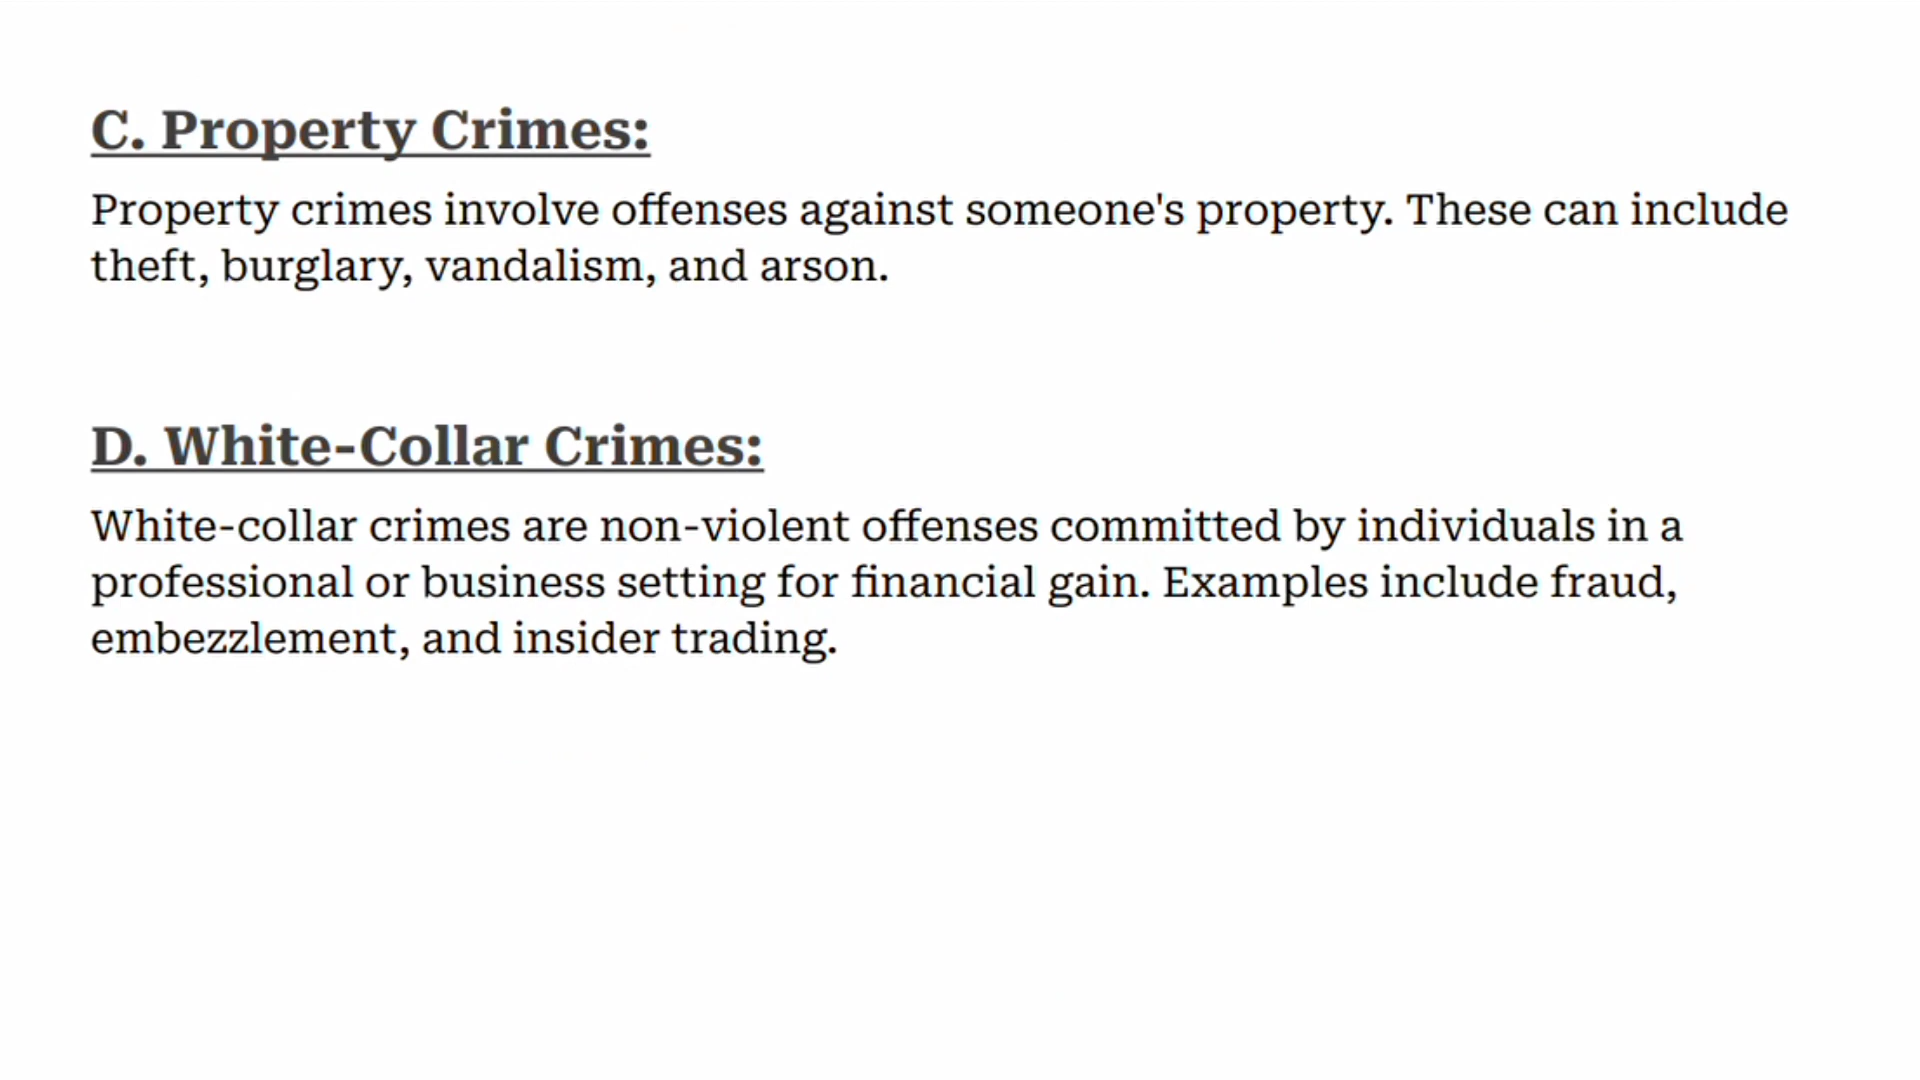 C. Property Crimes:
Property crimes involve offenses against someone's property. These can include
theft, burglary, vandalism, and arson.
D. White-Collar Crimes:
White-collar crimes are non-violent offenses committed by individuals in a
professional or business setting for financial gain. Examples include fraud,
embezzlement, and insider trading.